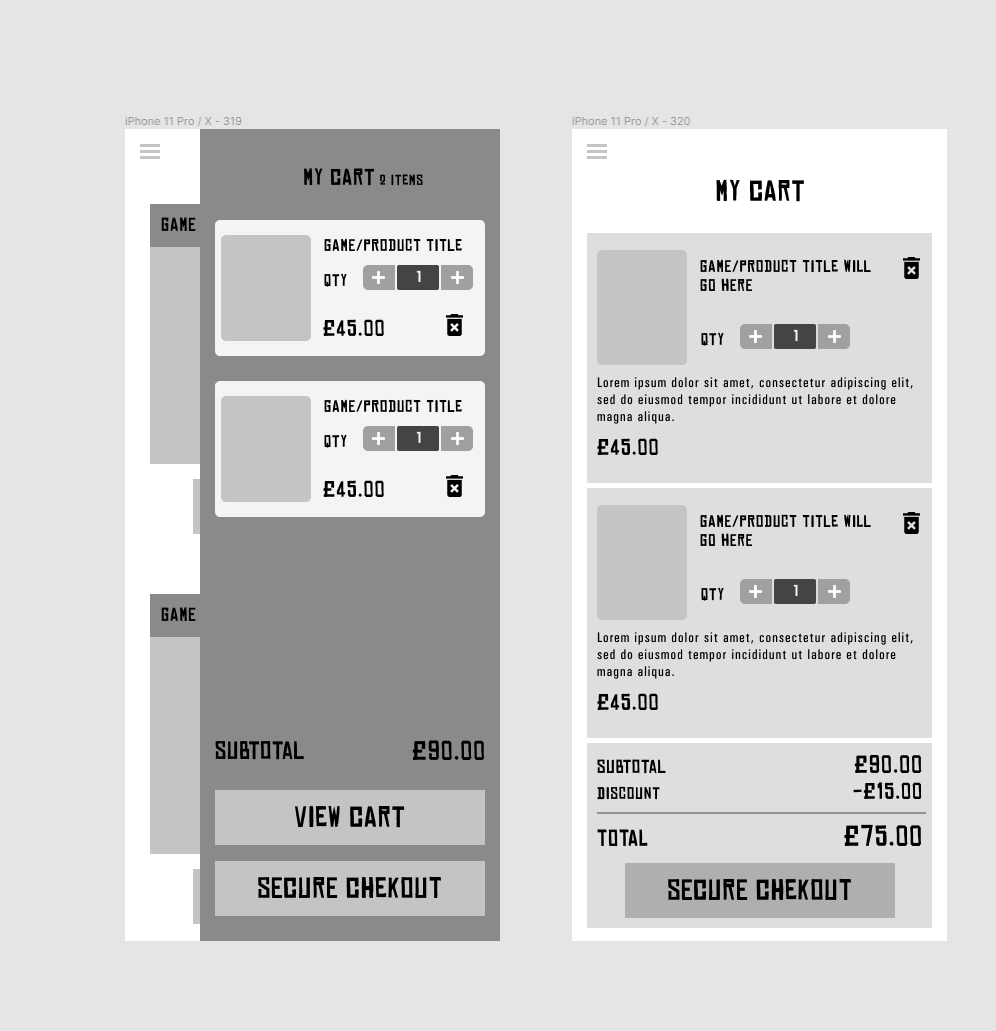 iPhone 11 Pro / X - 319
GAME
GAME
MY CART 2 ITEMS
GAME/PRODUCT TITLE
QTY + 1 +
£45.00
GAME/PRODUCT TITLE
QTY + 1 +
£45.00
SUBTOTAL £90.00
VIEW CART
SECURE CHEKOUT
iPhone 11 Pro / X - 320
MY CART
GAME/PRODUCT TITLE WILL
GO HERE
QTY + 1 +
Lorem ipsum dolor sit amet, consectetur adipiscing elit,
sed do eiusmod tempor incididunt ut labore et dolore
magna aliqua.
£45.00
GAME/PRODUCT TITLE WILL
GO HERE
QTY + 1 +
Lorem ipsum dolor sit amet, consectetur adipiscing elit,
sed do eiusmod tempor incididunt ut labore et dolore
magna aliqua.
£45.00
SUBTOTAL £90.00
DISCOUNT -£15.00
TOTAL £75.00
SECURE CHEKOUT